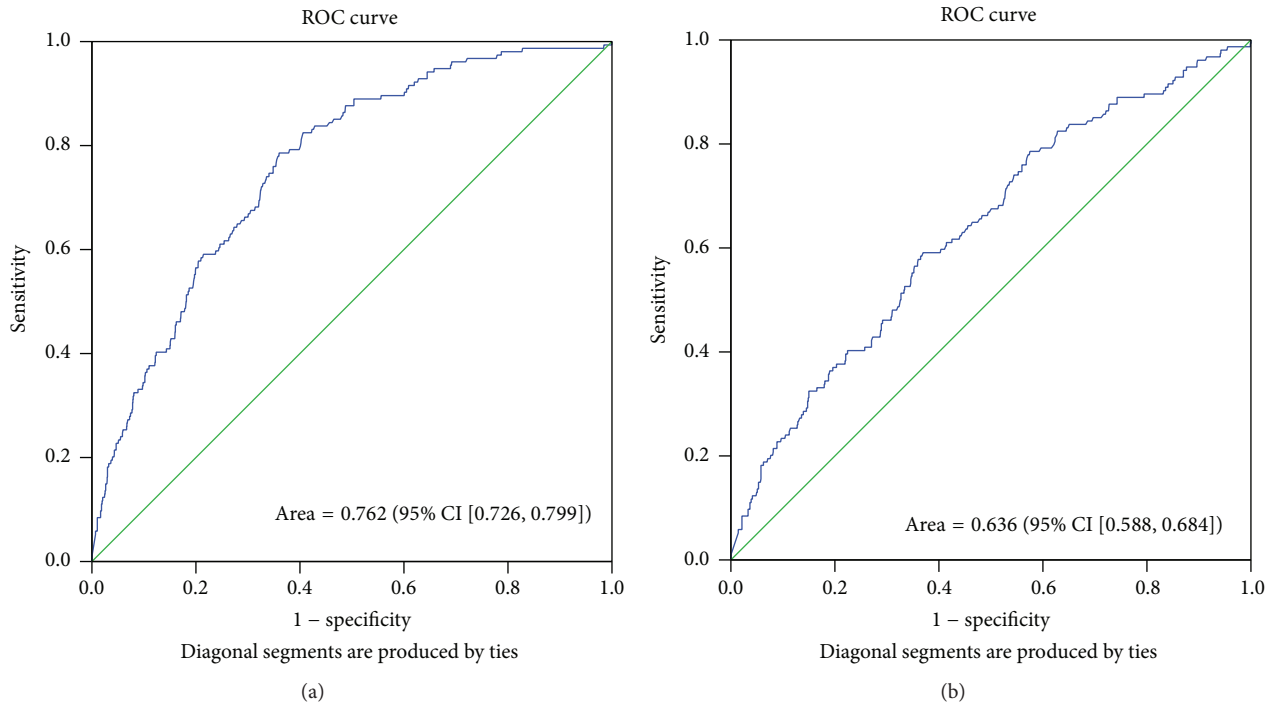 ROC curve
1.0
0.8
0.6
0.4
0.2
0.0
Sensitivity
Area = 0.762 (95% CI [0.726, 0.799])
0.0 0.2 0.4 0.6 0.8 1.0
1 − specificity
Diagonal segments are produced by ties
(a)
ROC curve
1.0
0.8
0.6
0.4
0.2
0.0
Sensitivity
Area = 0.636 (95% CI [0.588, 0.684])
0.0 0.2 0.4 0.6 0.8 1.0
1 − specificity
Diagonal segments are produced by ties
(b)